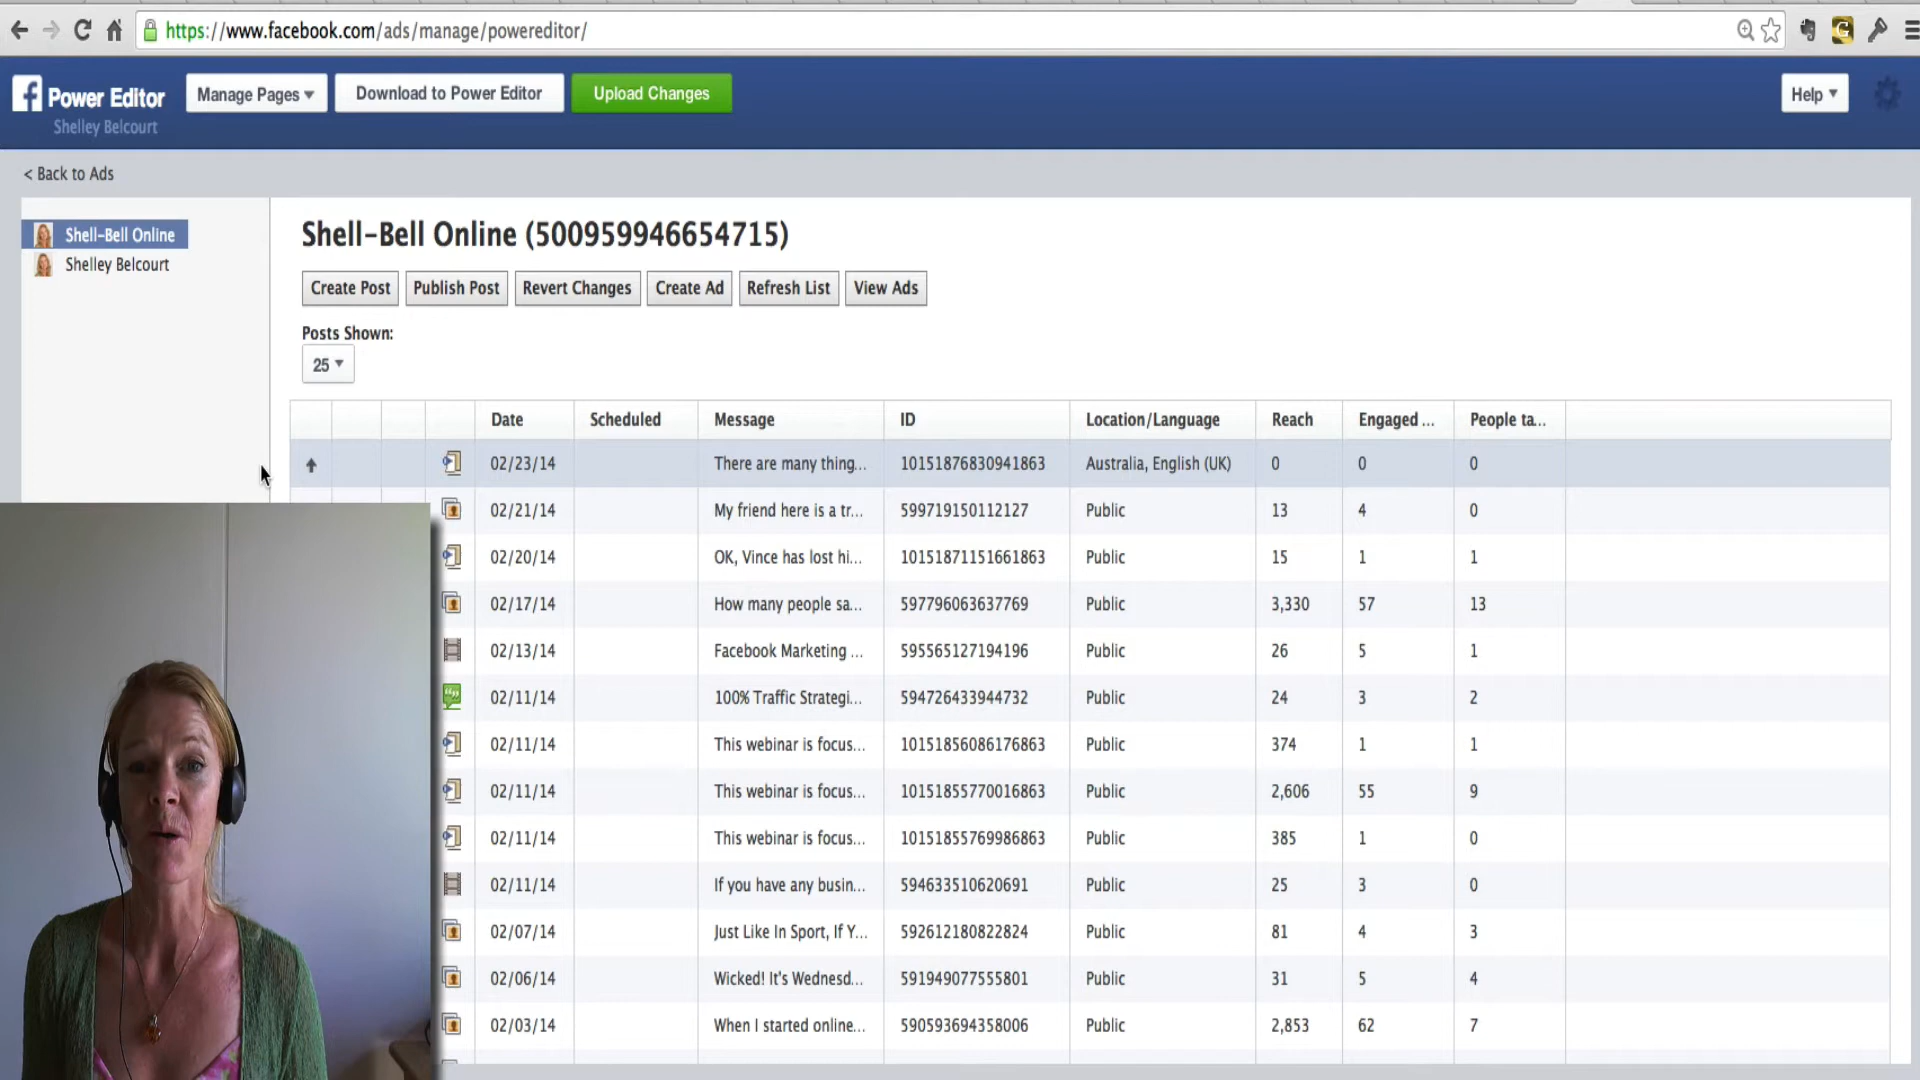 https://www.facebook.com/ads/manage/powereditor/
Power Editor
Shelley Belcourt
Manage Pages
Download to Power Editor
Upload Changes
Help
< Back to Ads
Shell-Bell Online
Shelley Belcourt
Shell-Bell Online (500959946654715)
Create Post
Publish Post
Revert Changes
Create Ad
Refresh List
View Ads
Posts Shown:
25
Date Scheduled Message ID Location/Language Reach Engaged ... People ta...
02/23/14 There are many thing... 10151876830941863 Australia, English (UK) 0 0 0
02/21/14 My friend here is a tr... 599719150112127 Public 13 4 0
02/20/14 OK, Vince has lost hi... 10151871151661863 Public 15 1 1
02/17/14 How many people sa... 597796063637769 Public 3,330 57 13
02/13/14 Facebook Marketing ... 595565127194196 Public 26 5 1
02/11/14 100% Traffic Strategi... 594726433944732 Public 24 3 2
02/11/14 This webinar is focus... 10151856086176863 Public 374 1 1
02/11/14 This webinar is focus... 10151855770016863 Public 2,606 55 9
02/11/14 This webinar is focus... 10151855769986863 Public 385 1 0
02/11/14 If you have any busin... 594633510620691 Public 25 3 0
02/07/14 Just Like In Sport, If Y... 592612180822824 Public 81 4 3
02/06/14 Wicked! It's Wednesd... 591949077555801 Public 31 5 4
02/03/14 When I started online... 590593694358006 Public 2,853 62 7